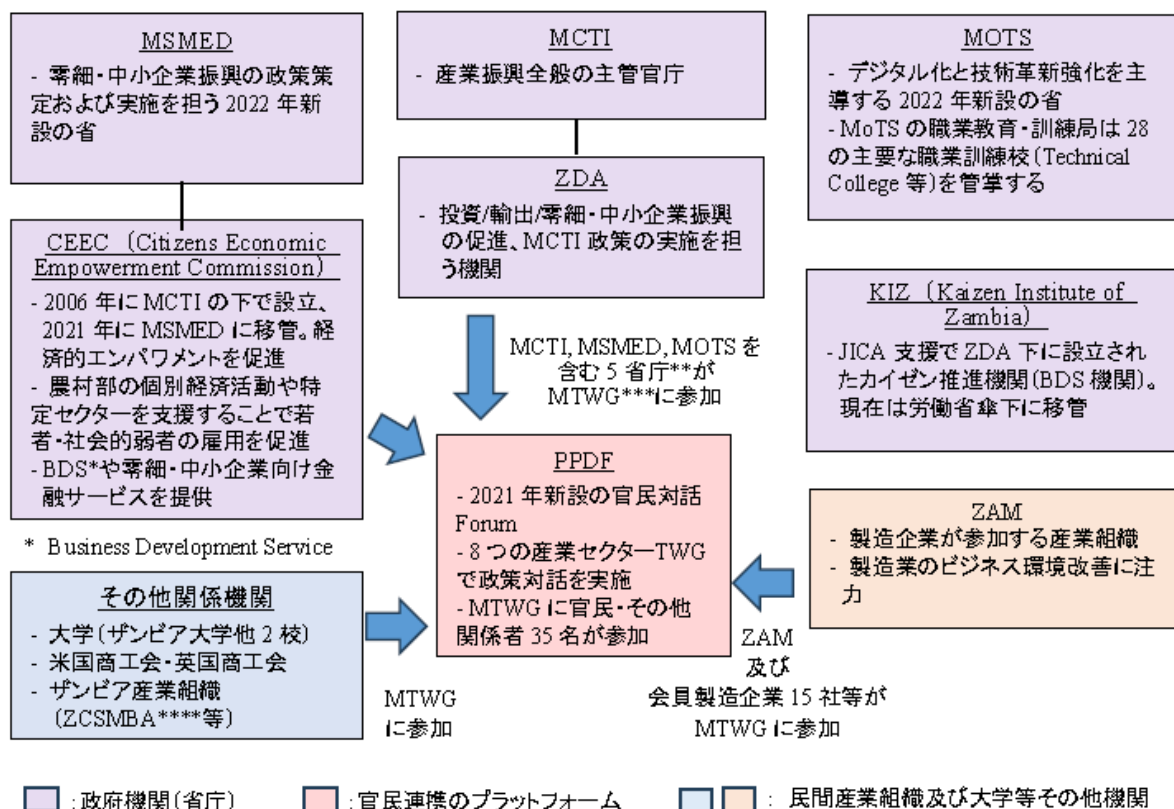 MSMED
- 零細・中小企業振興の政策策
定および実施を担う 2022 年新
設の省
MCTI
- 産業振興全般の主管官庁
MOTS
- デジタル化と技術革新強化を主
導する 2022 年新設の省
- MoTS の職業教育・訓練局は 28
の主要な職業訓練校(Technical
College 等)を管掌する
ZDA
- 投資/輸出/零細・中小企業振興
の促進、MCTI 政策の実施を担
う機関
CEEC (Citizens Economic
Empowerment Commission)
- 2006 年に MCTI の下で設立、
2021 年に MSMED に移管。経
済的エンパワメントを促進
- 農村部の個別経済活動や特
定セクターを支援することで若
者・社会的弱者の雇用を促進
- BDS*や零細・中小企業向け金
融サービスを提供
* Business Development Service
KIZ (Kaizen Institute of
Zambia)
- JICA 支援で ZDA 下に設立され
たカイゼン推進機関(BDS 機関)。
現在は労働省傘下に移管
MCTI, MSMED, MOTS を
含む 5 省庁**が
MTWG***に参加
PPDF
- 2021 年新設の官民対話
Forum
- 8 つの産業セクターTWG
で政策対話を実施
- MTWG に官民・その他
関係者 35 名が参加
ZAM
- 製造企業が参加する産業組織
- 製造業のビジネス環境改善に注
力
その他関係機関
- 大学(ザンビア大学他 2 校)
- 米国商工会・英国商工会
- ザンビア産業組織
(ZCSMBA****等)
MTWG
に参加
ZAM
及び
会員製造企業 15 社等が
MTWG に参加
:政府機関(省庁)
:官民連携のプラットフォーム
: 民間産業組織及び大学等その他機関